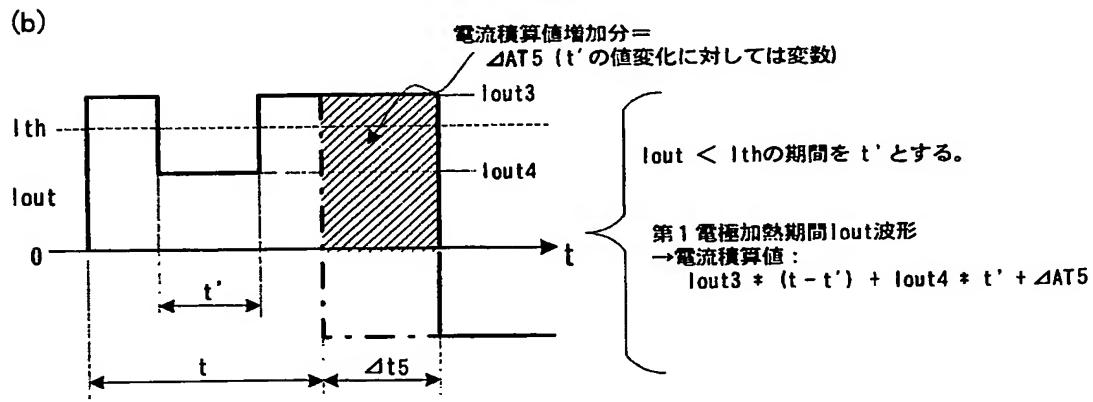 (b)
電流積算値増加分＝
⊿AT5 (t'の値変化に対しては変数)
Iout3
Ith
Iout4
Iout
0
t
t'
t
⊿t5
Iout < Ithの期間を t' とする。
第1電極加熱期間Iout波形
→電流積算値：
Iout3 * (t-t') + Iout4 * t' + ⊿AT5